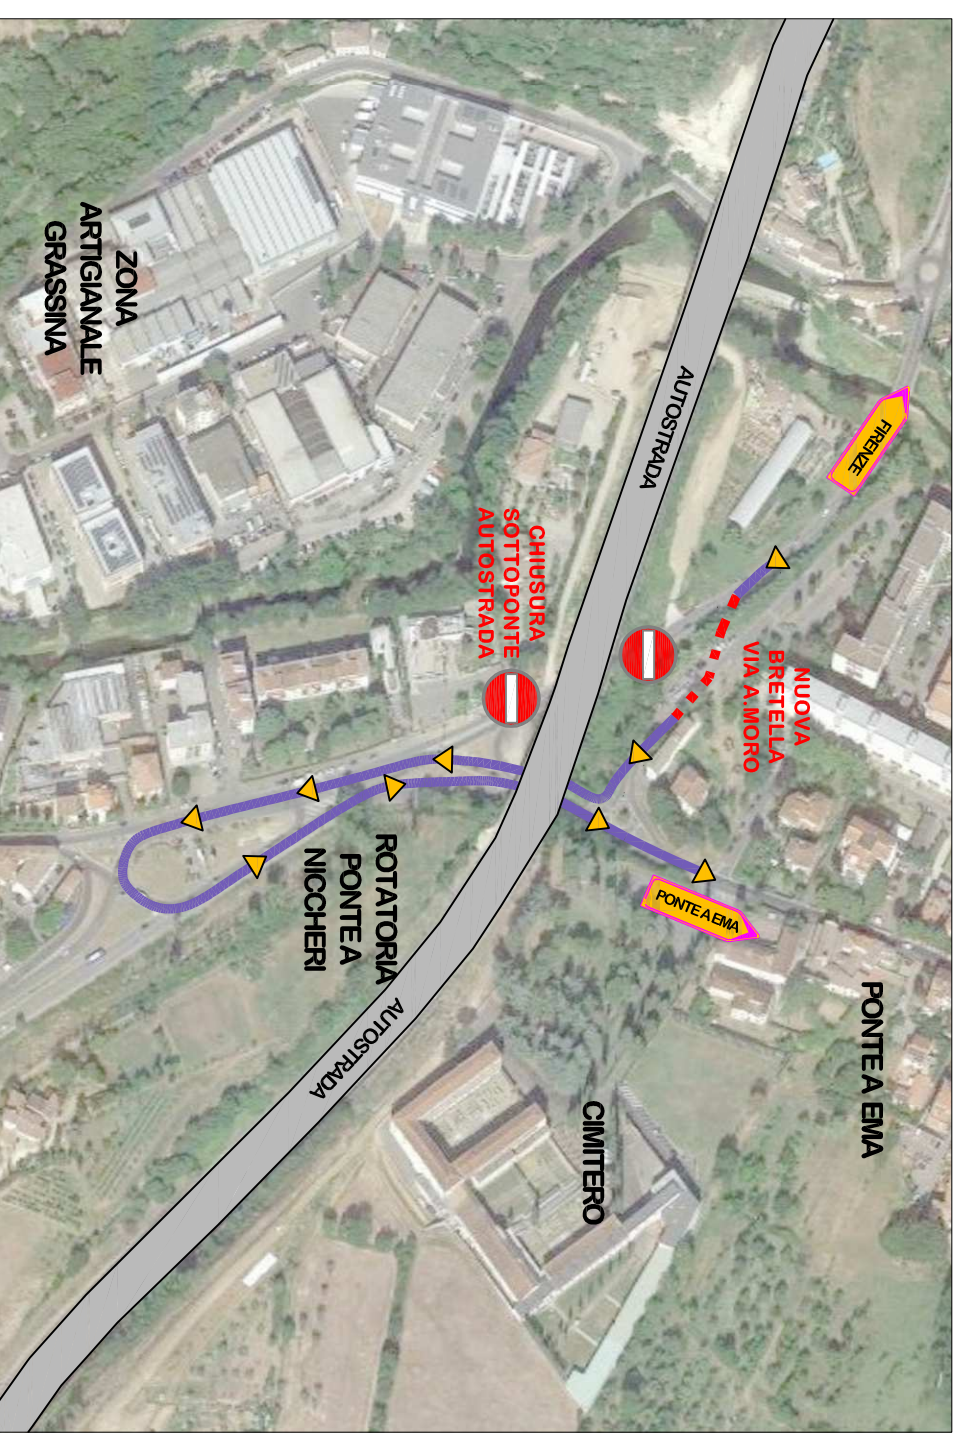 FIRENZE
PONTE A EMA
NUOVA
BRETELLA
VIA A.MORO
PONTE A EMA
AUTOSTRADA
CIMITERO
CHIUSURA
SOTTOPONTE
AUTOSTRADA
ROTATORIA
PONTE A
NICCHERI
AUTOSTRADA
ZONA
ARTIGIANALE
GRASSINA